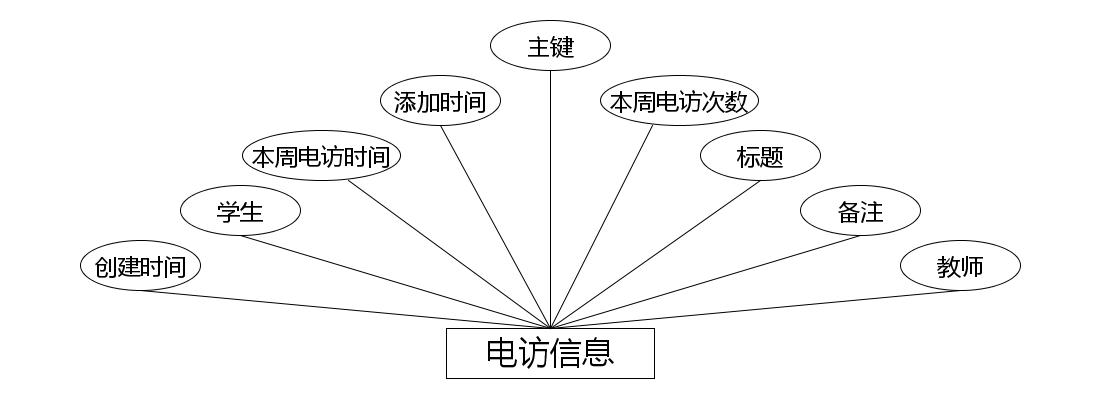 主键
添加时间
本周电访次数
本周电访时间
标题
学生
备注
创建时间
教师
电访信息